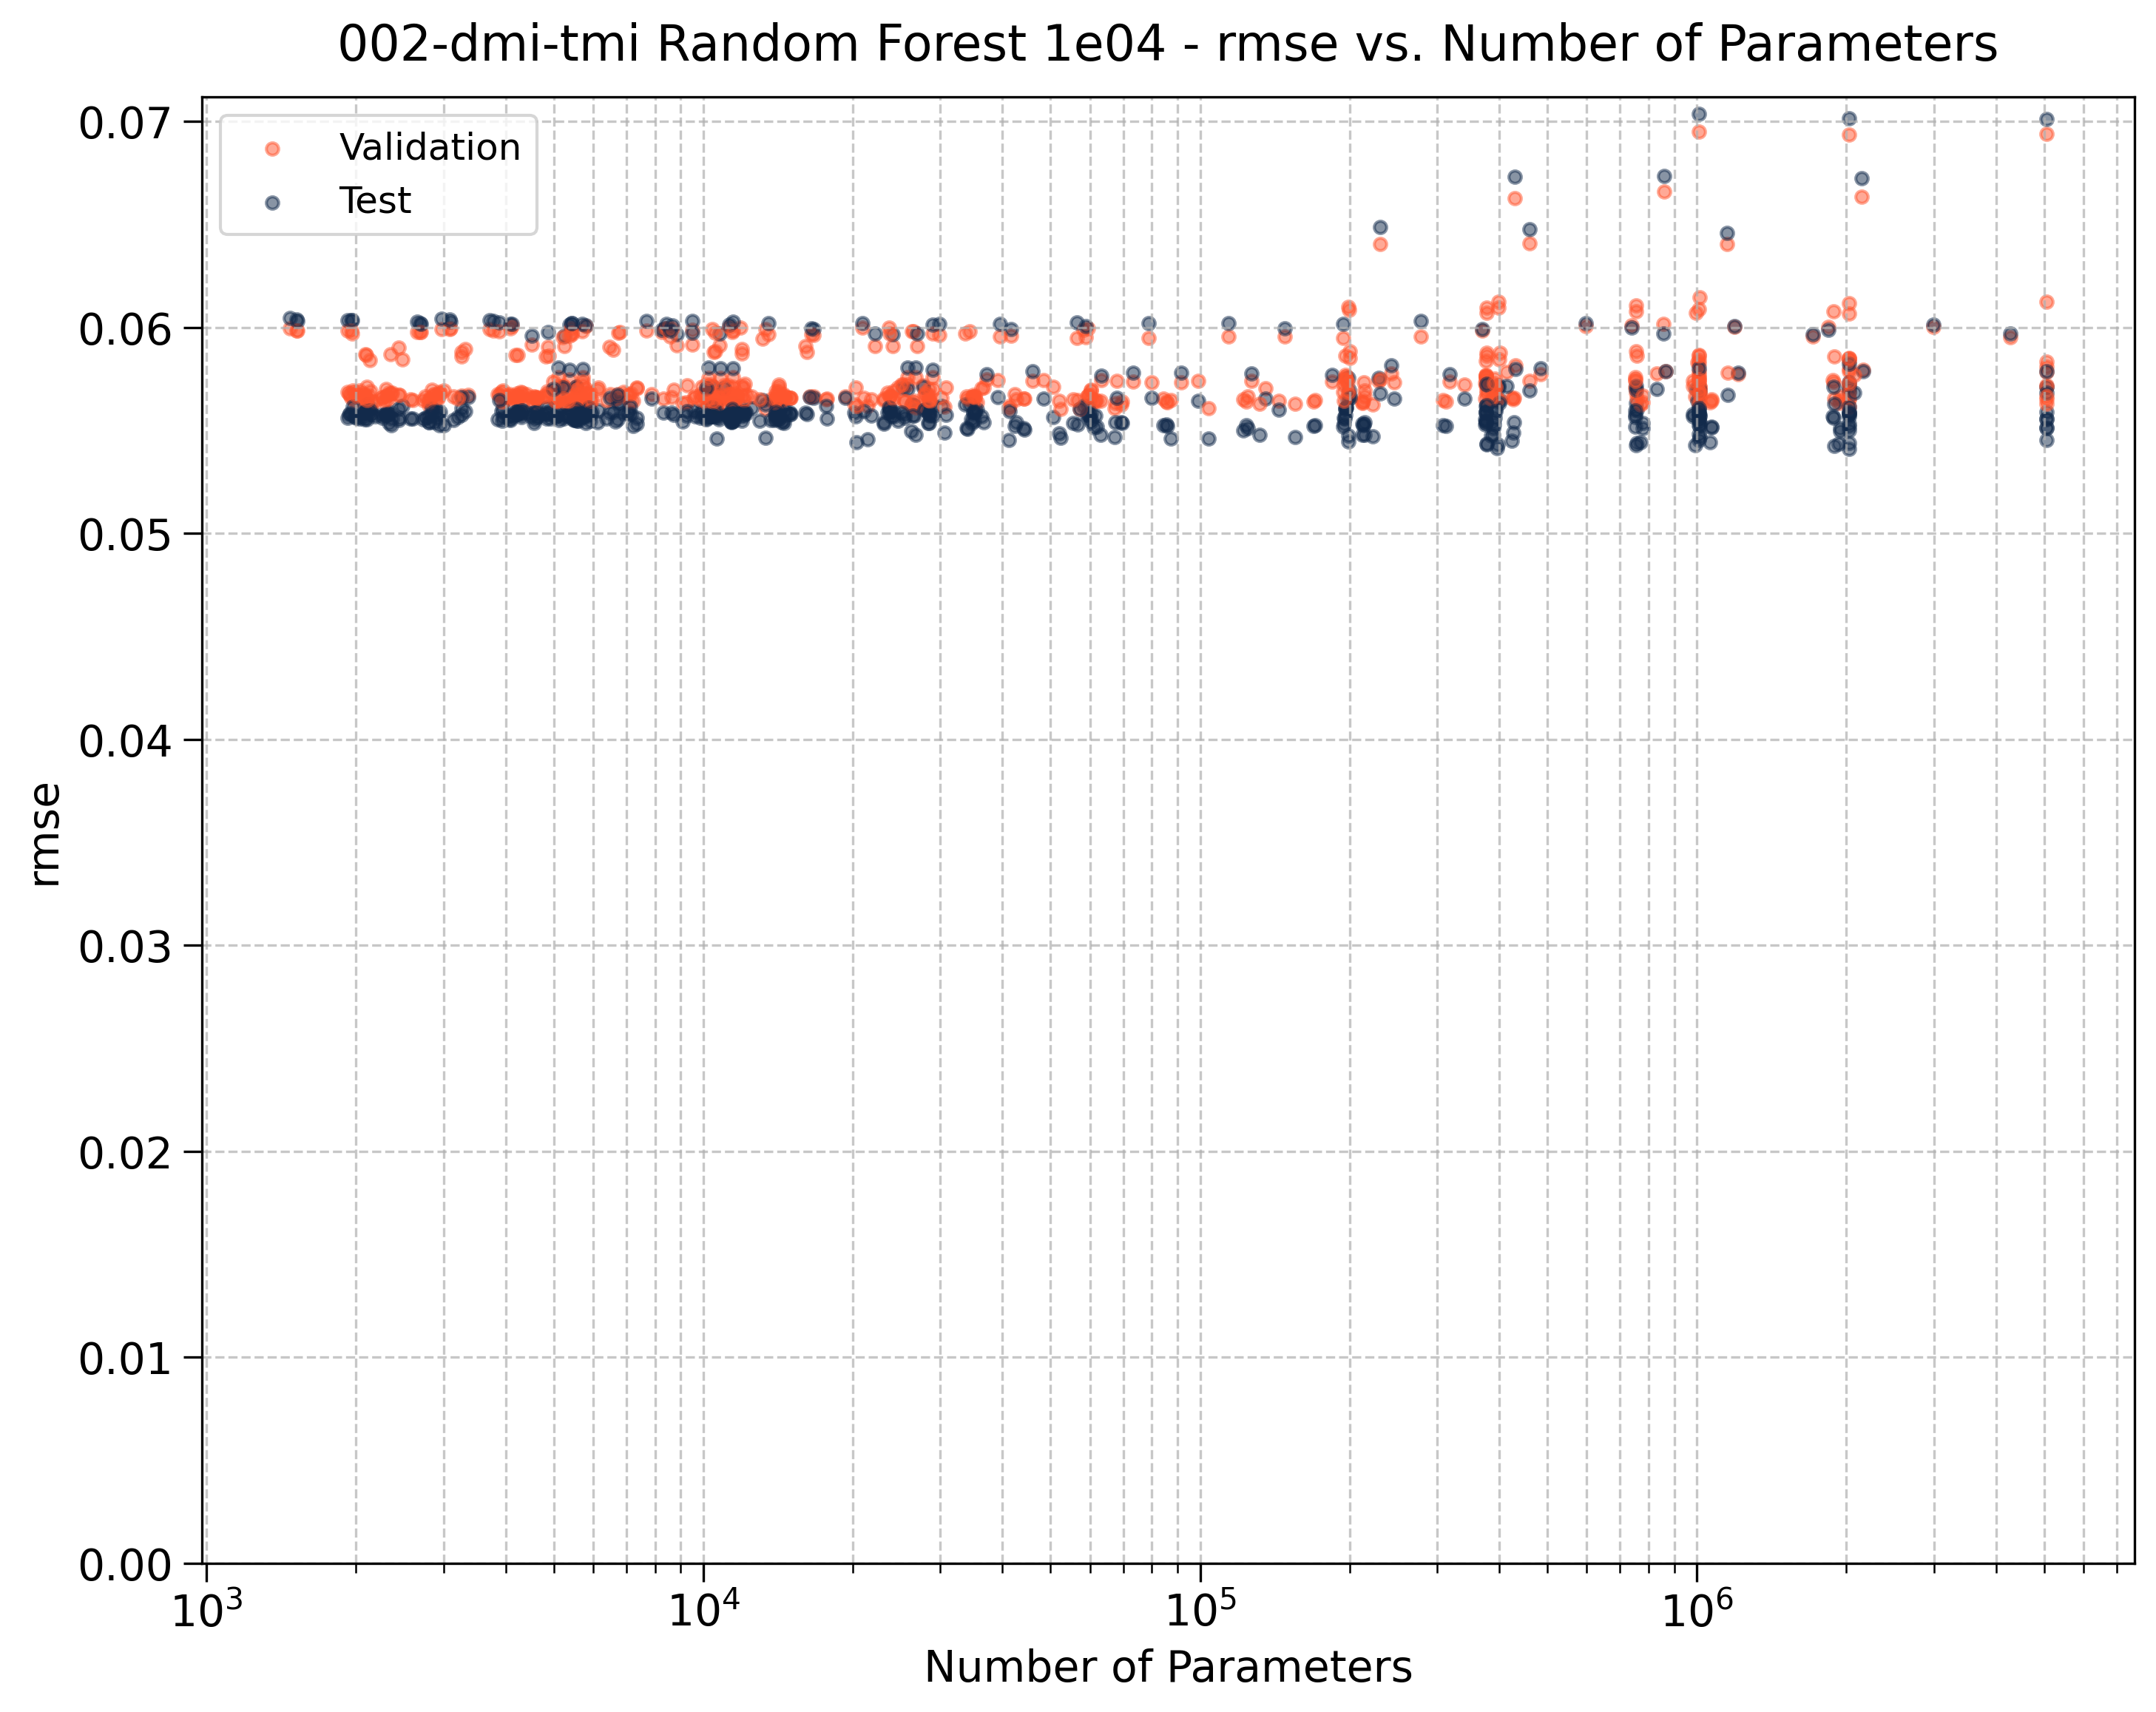 002-dmi-tmi Random Forest 1e04 - rmse vs. Number of Parameters
Validation
Test
0.07
0.06
0.05
0.04
0.03
0.02
0.01
0.00
rmse
10³
10⁴
10⁵
10⁶
Number of Parameters